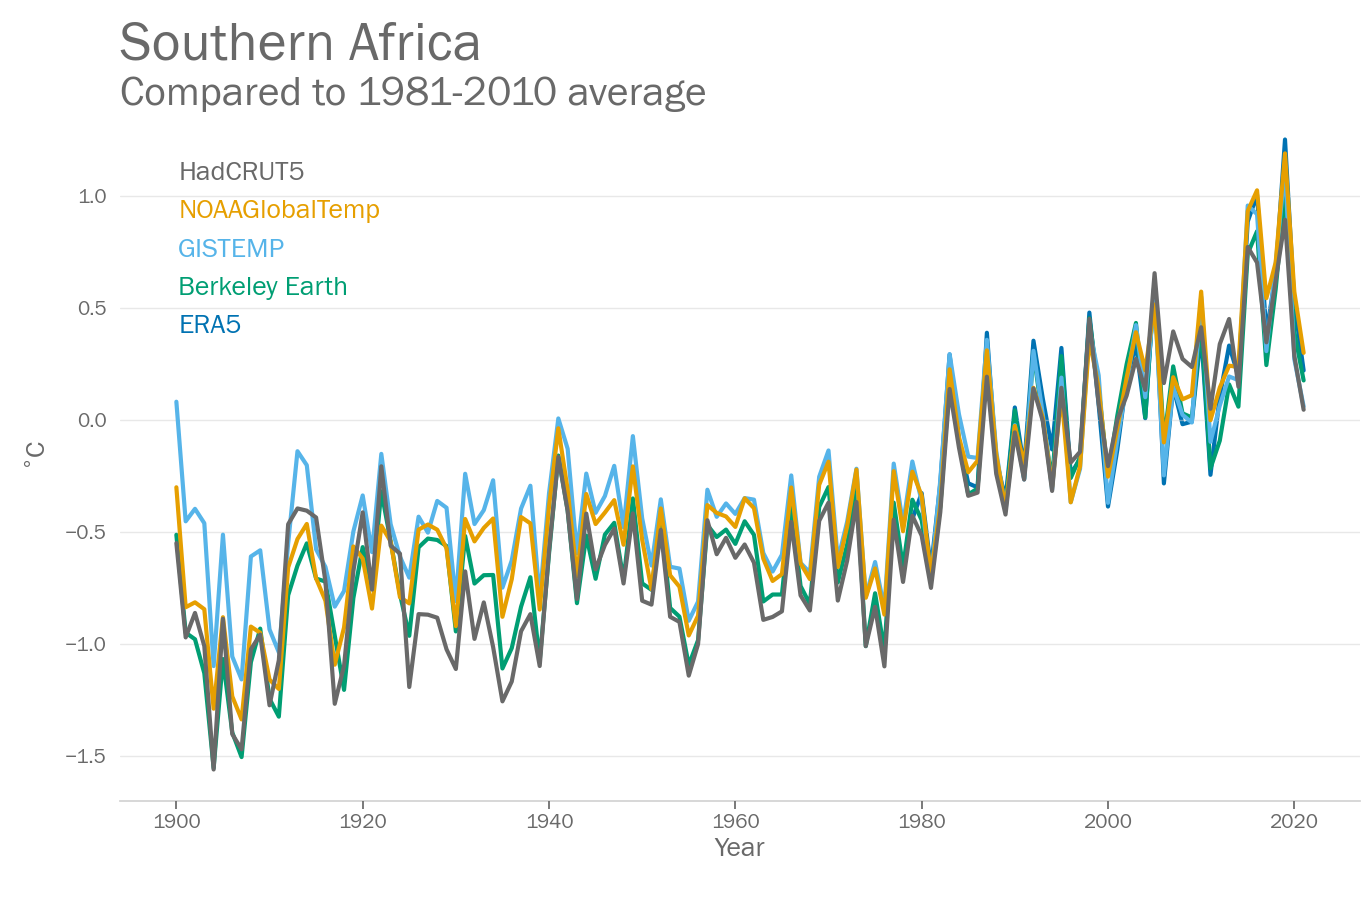 Southern Africa
Compared to 1981-2010 average
HadCRUT5
1.0
NOAAGlobalTemp
GISTEMP
Berkeley Earth
0.5
ERA5
0.0
°C
−0.5
−1.0
−1.5
1900 1920 1940 1960 1980 2000 2020
Year